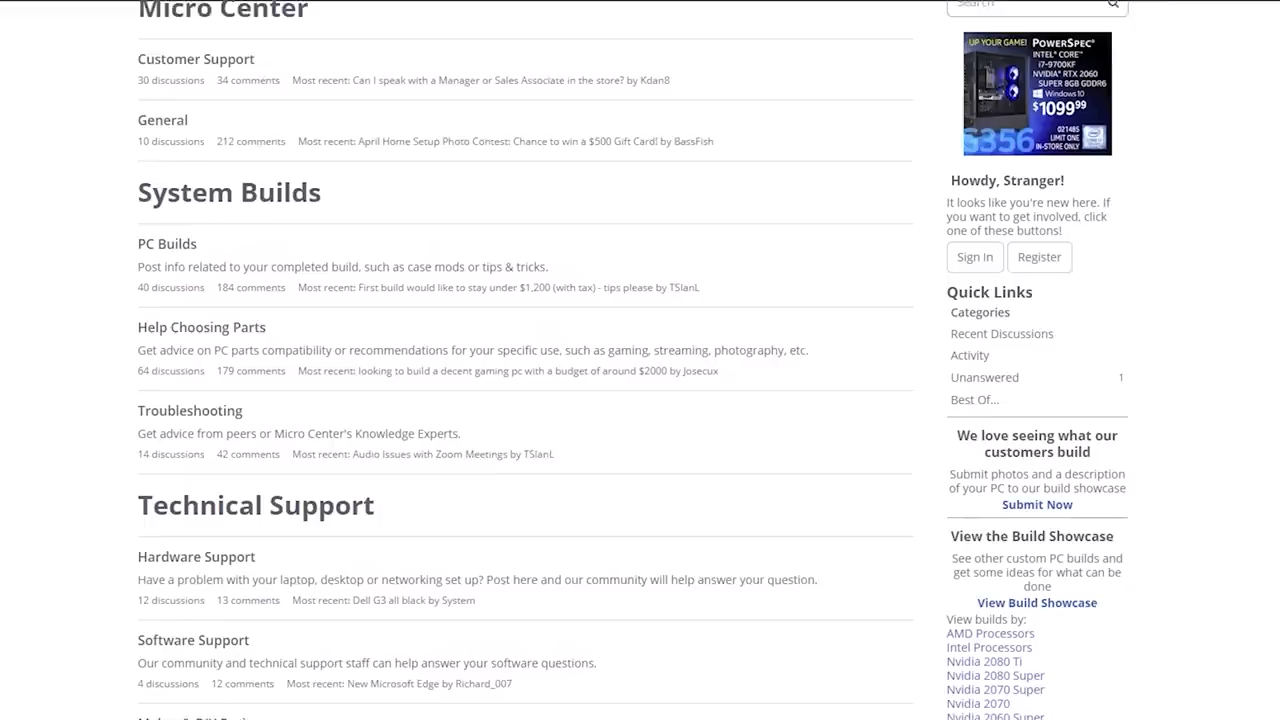 Micro Center
Customer Support
30 discussions 34 comments Most recent: Can I speak with a Manager or Sales Associate in the store? by Kdan8
General
10 discussions 212 comments Most recent: April Home Setup Photo Contest: Chance to win a $500 Gift Card! by BassFish
System Builds
PC Builds
Post info related to your completed build, such as case mods or tips & tricks.
40 discussions 184 comments Most recent: First build would like to stay under $1,200 (with tax) - tips please by TSIanL
Help Choosing Parts
Get advice on PC parts compatibility or recommendations for your specific use, such as gaming, streaming, photography, etc.
64 discussions 179 comments Most recent: looking to build a decent gaming pc with a budget of around $2000 by Josecux
Troubleshooting
Get advice from peers or Micro Center's Knowledge Experts.
14 discussions 42 comments Most recent: Audio Issues with Zoom Meetings by TSIanL
Technical Support
Hardware Support
Have a problem with your laptop, desktop or networking set up? Post here and our community will help answer your question.
12 discussions 13 comments Most recent: Dell G3 all black by System
Software Support
Our community and technical support staff can help answer your software questions.
4 discussions 12 comments Most recent: New Microsoft Edge by Richard_007
Search
UP YOUR GAME! POWERSPEC®
INTEL® CORE™
i7-9700KF
NVIDIA® RTX 2060
SUPER 8GB GDDR6
Windows 10
$1099.99
G356
021485
LIMIT ONE
IN-STORE ONLY
Howdy, Stranger!
It looks like you're new here. If
you want to get involved, click
one of these buttons!
Sign In Register
Quick Links
Categories
Recent Discussions
Activity
Unanswered 1
Best Of...
We love seeing what our
customers build
Submit photos and a description
of your PC to our build showcase
Submit Now
View the Build Showcase
See other custom PC builds and
get some ideas for what can be
done
View Build Showcase
View builds by:
AMD Processors
Intel Processors
Nvidia 2080 Ti
Nvidia 2080 Super
Nvidia 2070 Super
Nvidia 2070
Nvidia 2060 Super